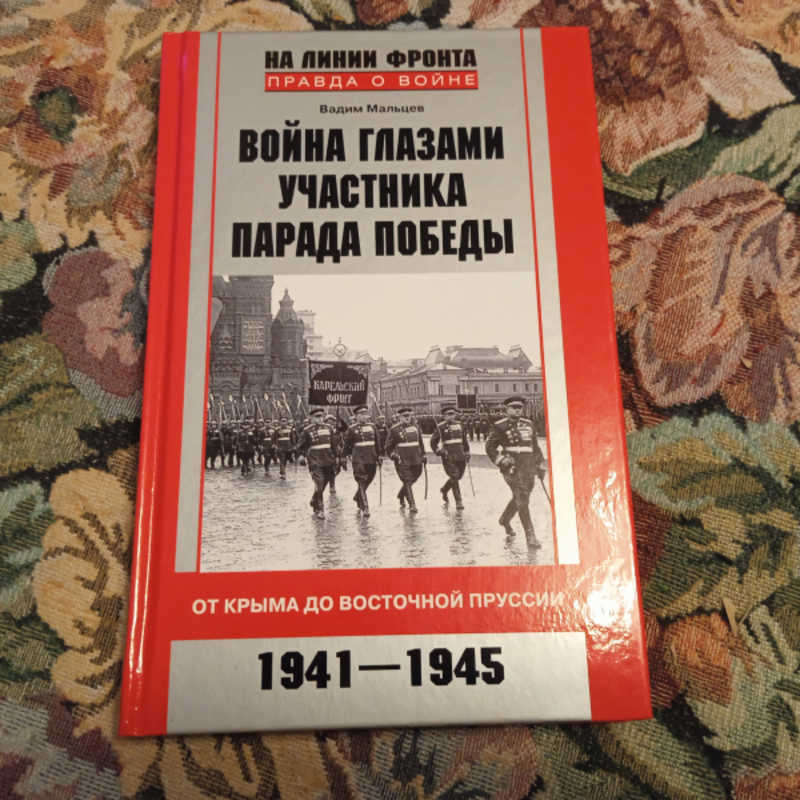 НА ЛИНИИ ФРОНТА
ПРАВДА О ВОЙНЕ
Вадим Мальцев
ВОЙНА ГЛАЗАМИ
УЧАСТНИКА
ПАРАДА ПОБЕДЫ
КАРЕЛЬСКИЙ
ФРОНТ
ОТ КРЫМА ДО ВОСТОЧНОЙ ПРУССИИ
1941—1945